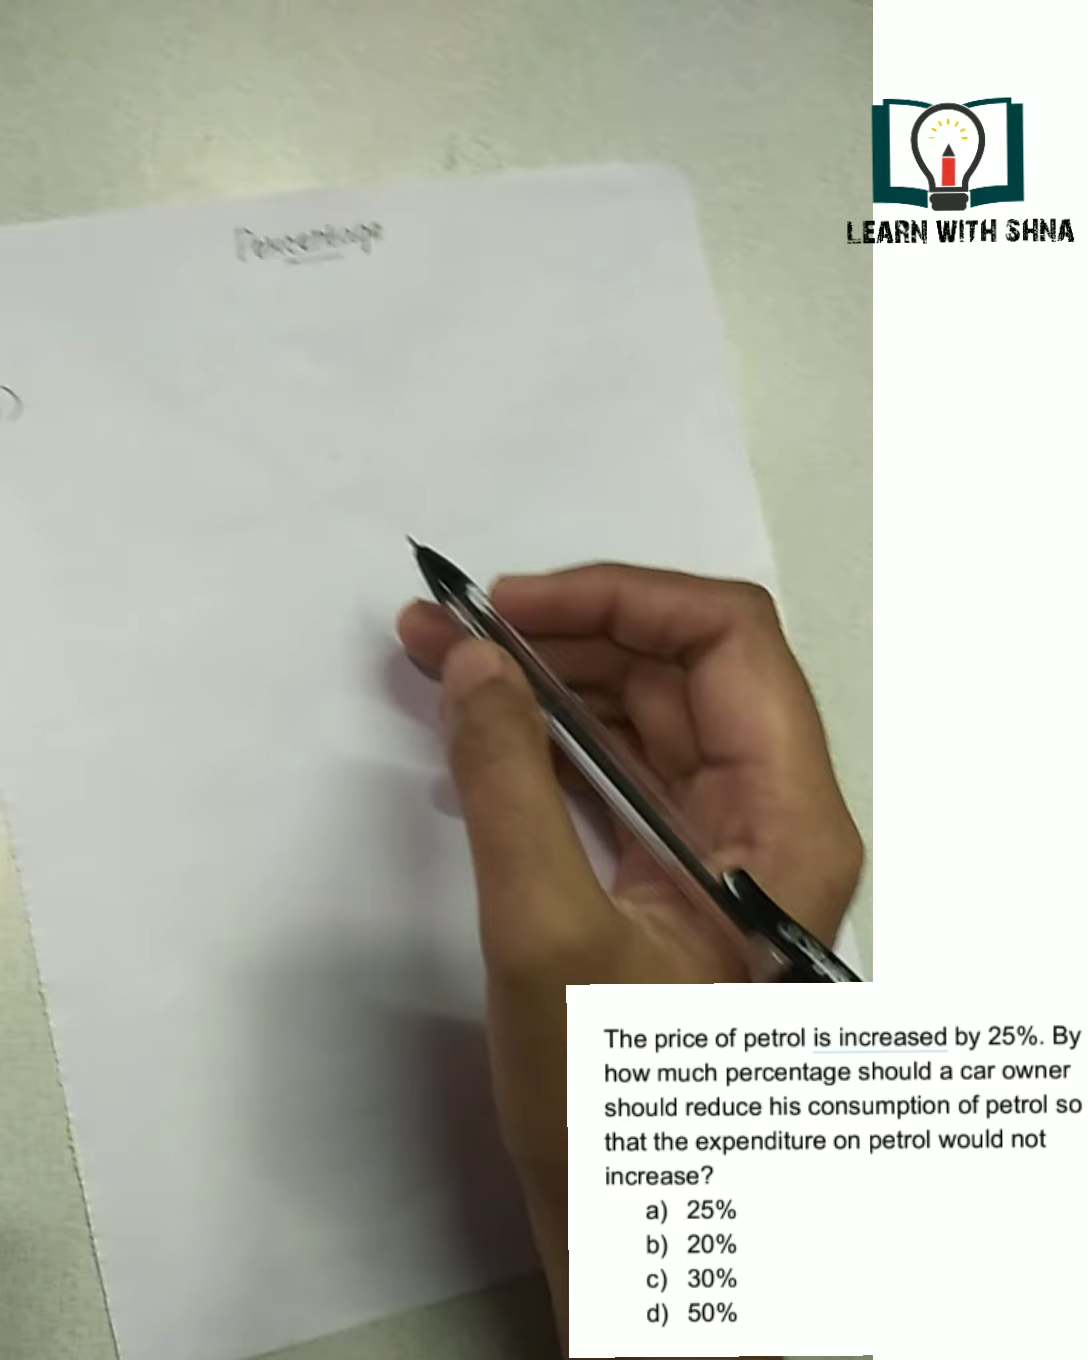 LEARN WITH SHNA
Percentage
The price of petrol is increased by 25%. By
how much percentage should a car owner
should reduce his consumption of petrol so
that the expenditure on petrol would not
increase?
a) 25%
b) 20%
c) 30%
d) 50%